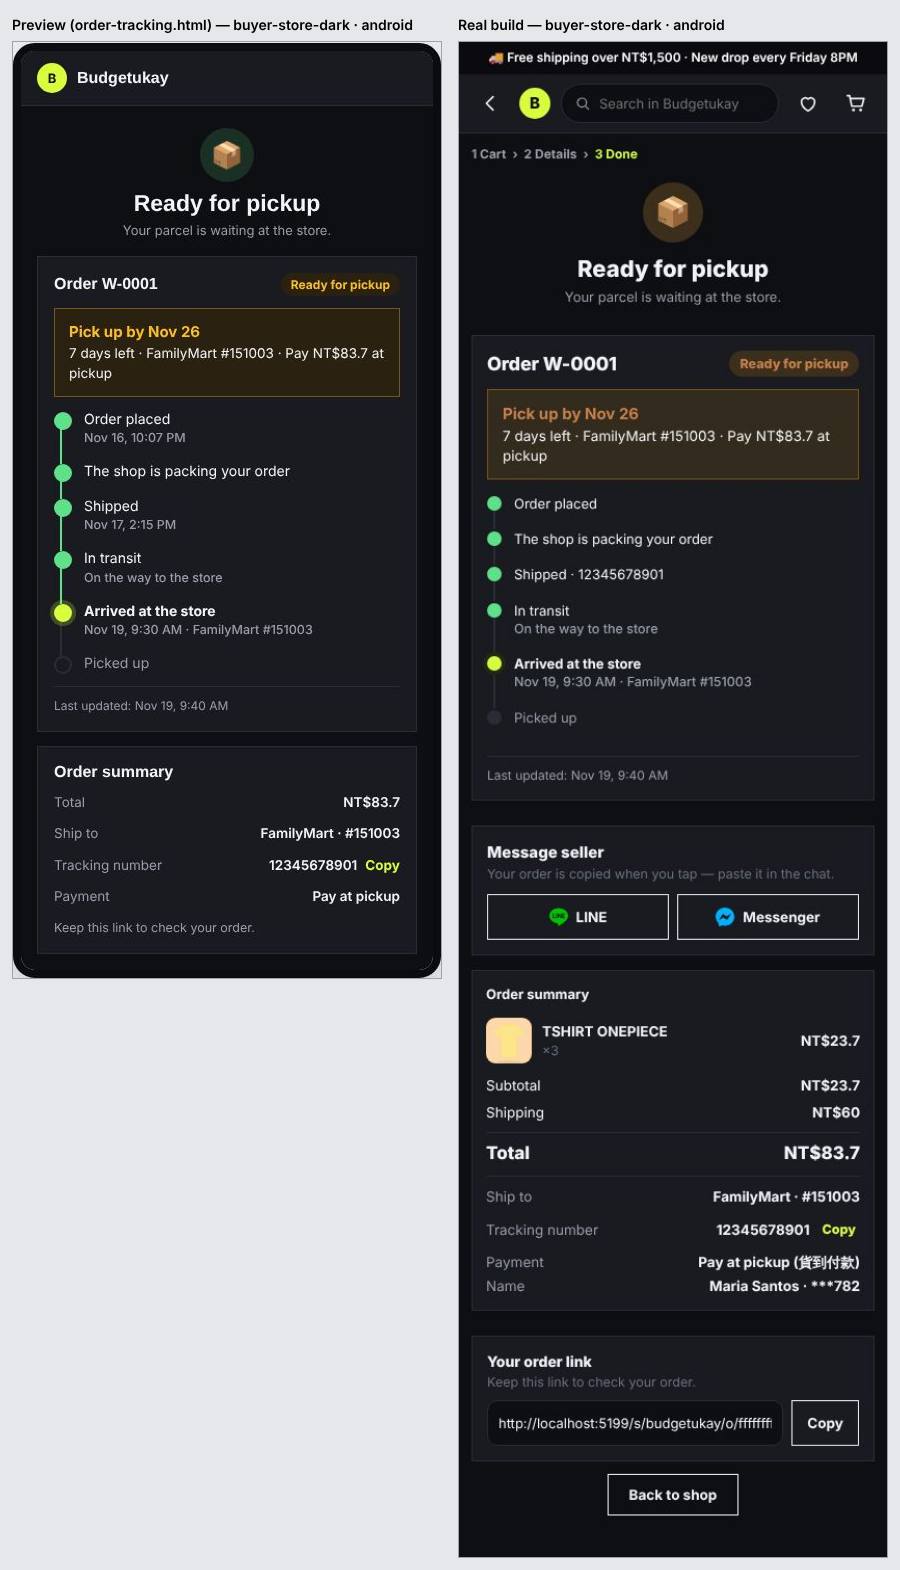 Preview (order-tracking.html) — buyer-store-dark · android
B Budgetukay
Ready for pickup
Your parcel is waiting at the store.
Order W-0001 Ready for pickup
Pick up by Nov 26
7 days left · FamilyMart #151003 · Pay NT$83.7 at
pickup
Order placed
Nov 16, 10:07 PM
The shop is packing your order
Shipped
Nov 17, 2:15 PM
In transit
On the way to the store
Arrived at the store
Nov 19, 9:30 AM · FamilyMart #151003
Picked up
Last updated: Nov 19, 9:40 AM
Order summary
Total NT$83.7
Ship to FamilyMart · #151003
Tracking number 12345678901 Copy
Payment Pay at pickup
Keep this link to check your order.
Real build — buyer-store-dark · android
🚚 Free shipping over NT$1,500 · New drop every Friday 8PM
B Search in Budgetukay
1 Cart › 2 Details › 3 Done
Ready for pickup
Your parcel is waiting at the store.
Order W-0001 Ready for pickup
Pick up by Nov 26
7 days left · FamilyMart #151003 · Pay NT$83.7 at
pickup
Order placed
The shop is packing your order
Shipped · 12345678901
In transit
On the way to the store
Arrived at the store
Nov 19, 9:30 AM · FamilyMart #151003
Picked up
Last updated: Nov 19, 9:40 AM
Message seller
Your order is copied when you tap — paste it in the chat.
LINE Messenger
Order summary
TSHIRT ONEPIECE NT$23.7
×3
Subtotal NT$23.7
Shipping NT$60
Total NT$83.7
Ship to FamilyMart · #151003
Tracking number 12345678901 Copy
Payment Pay at pickup (貨到付款)
Name Maria Santos · ***782
Your order link
Keep this link to check your order.
http://localhost:5199/s/budgetukay/o/ffffffff Copy
Back to shop